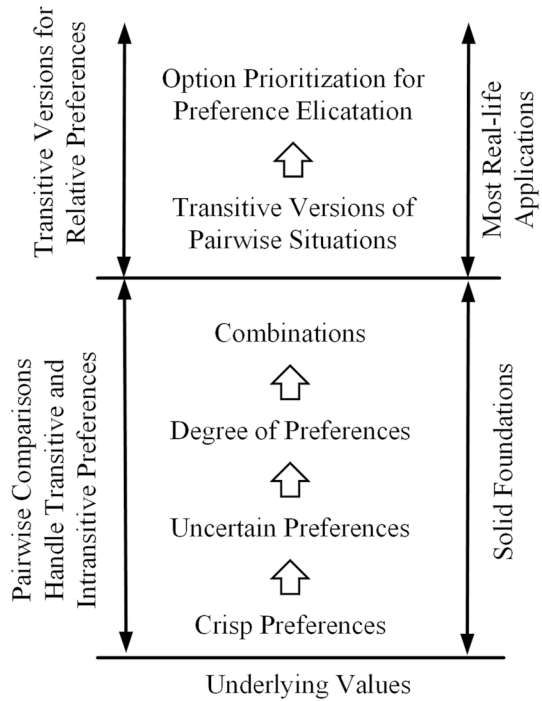 Transitive Versions for
Relative Preferences
Option Prioritization for
Preference Elicatation
Transitive Versions of
Pairwise Situations
Most Real-life
Applications
Pairwise Comparisons
Handle Transitive and
Intransitive Preferences
Combinations
Degree of Preferences
Uncertain Preferences
Crisp Preferences
Solid Foundations
Underlying Values